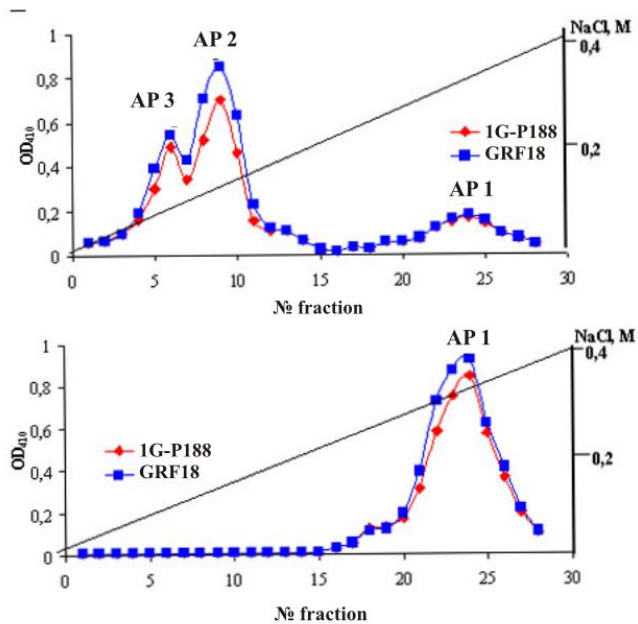 NaCl, M
1
0,8
0,6
0,4
0,2
0
OD410
AP 3
AP 2
AP 1
1G-P188
GRF18
0,4
0,2
0
5
10
15
20
25
30
№ fraction
NaCl, M
1
0,8
0,6
0,4
0,2
0
OD410
AP 1
1G-P188
GRF18
0,4
0,2
0
5
10
15
20
25
30
№ fraction